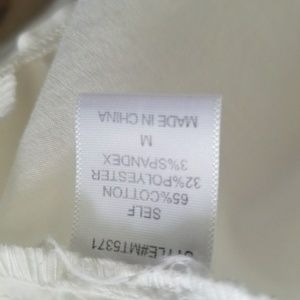 STYLE#MT5371
SELF
65%COTTON
32%POLYESTER
3%SPANDEX
M
MADE IN CHINA